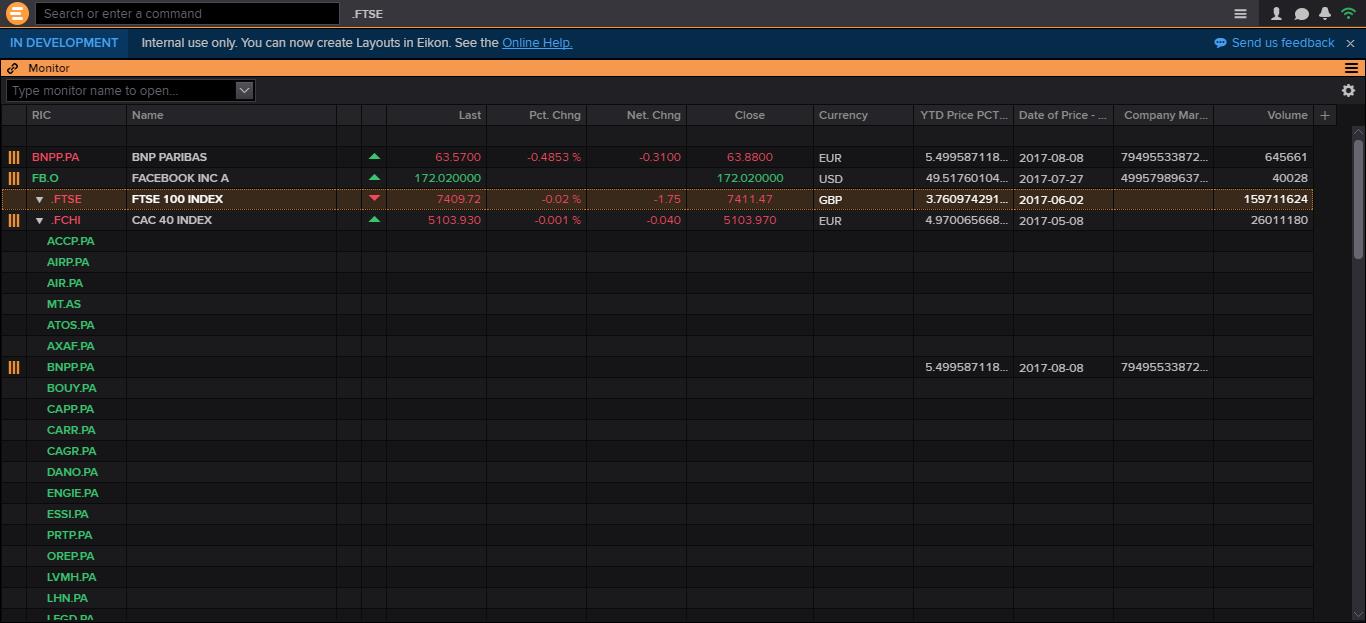 Search or enter a command .FTSE
IN DEVELOPMENT Internal use only. You can now create Layouts in Eikon. See the Online Help. Send us feedback
Monitor
Type monitor name to open...
RIC Name Last Pct. Chng Net. Chng Close Currency YTD Price PCT... Date of Price - ... Company Mar... Volume +
BNPP.PA BNP PARIBAS 63.5700 -0.4853 % -0.3100 63.8800 EUR 5.499587118... 2017-08-08 79495533872... 645661
FB.O FACEBOOK INC A 172.020000 172.020000 USD 49.51760104... 2017-07-27 49957989637... 40028
.FTSE FTSE 100 INDEX 7409.72 -0.02 % -1.75 7411.47 GBP 3.760974291... 2017-06-02 159711624
.FCHI CAC 40 INDEX 5103.930 -0.001 % -0.040 5103.970 EUR 4.970065668... 2017-05-08 26011180
ACCP.PA
AIRP.PA
AIR.PA
MT.AS
ATOS.PA
AXAF.PA
BNPP.PA 5.499587118... 2017-08-08 79495533872...
BOUY.PA
CAPP.PA
CARR.PA
CAGR.PA
DANO.PA
ENGIE.PA
ESSI.PA
PRTP.PA
OREP.PA
LVMH.PA
LHN.PA
LEGD.PA